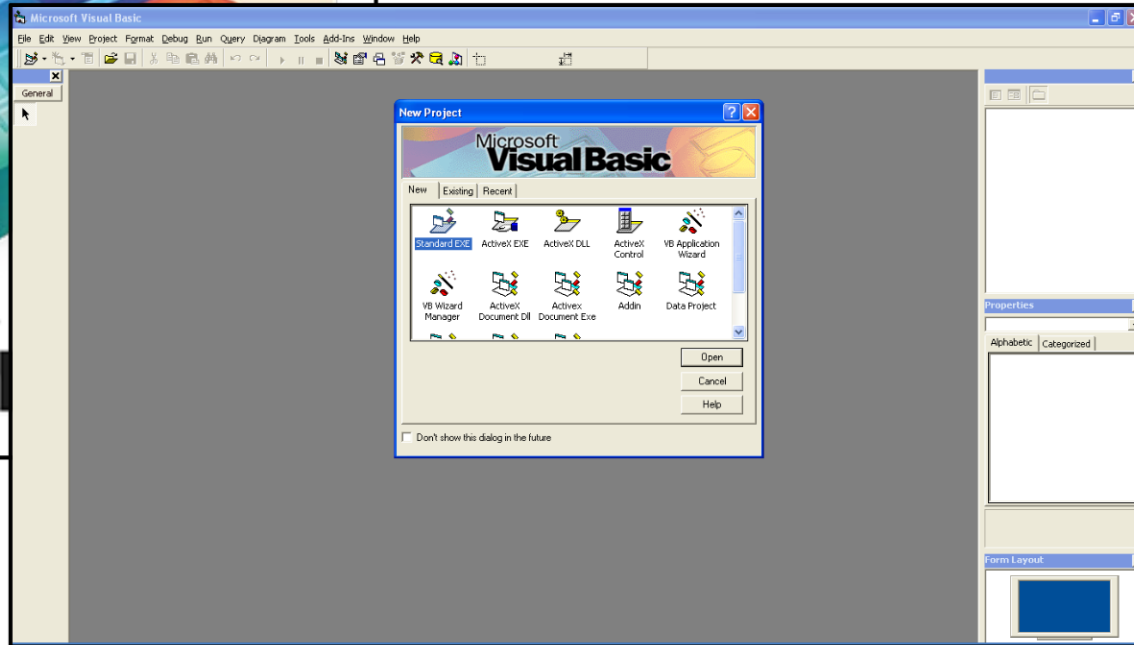 Microsoft Visual Basic
File Edit View Project Format Debug Run Query Diagram Tools Add-Ins Window Help
General
New Project
Microsoft
Visual Basic
New Existing Recent
Standard EXE ActiveX EXE ActiveX DLL ActiveX Control VB Application Wizard
VB Wizard Manager ActiveX Document Dll Activex Document Exe Addin Data Project
Open
Cancel
Help
Don't show this dialog in the future
Properties
Alphabetic Categorized
Form Layout